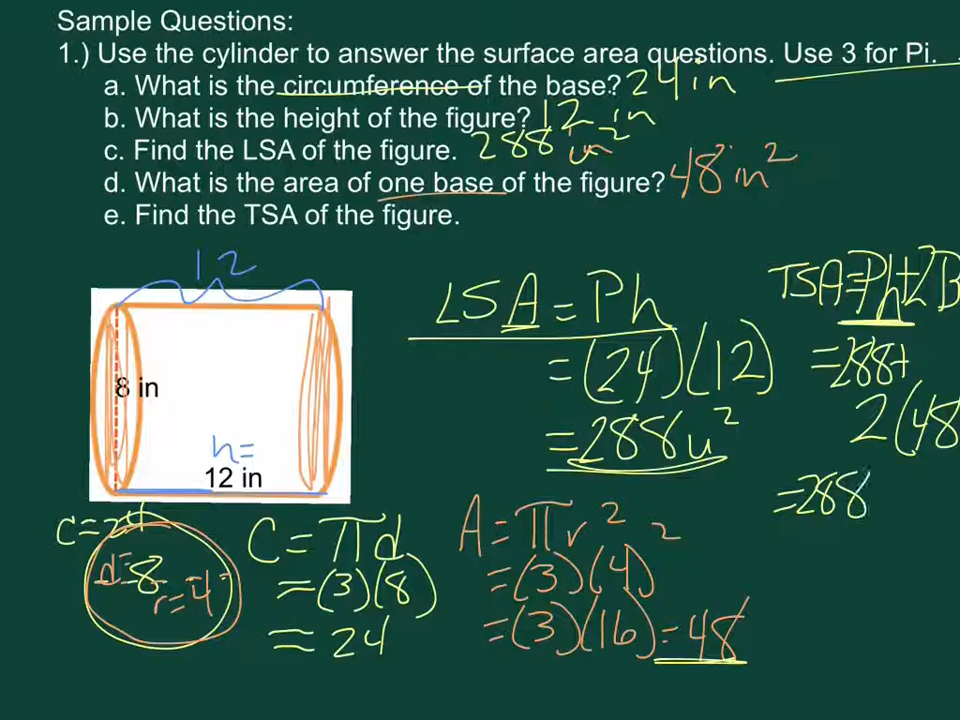 Sample Questions:
1.) Use the cylinder to answer the surface area questions. Use 3 for Pi.
a. What is the circumference of the base? 24 in
b. What is the height of the figure? 12 in
c. Find the LSA of the figure. 288 in²
d. What is the area of one base of the figure? 48 in²
e. Find the TSA of the figure.
12
8 in
h=
12 in
LSA = Ph
= (24)(12)
= 288 u²
TSA = Ph + 2B
= 288 +
2(48
= 288
C = 24
d = 8
r = 4
C = πd
= (3)(8)
= 24
A = πr²
= (3)(4)²
= (3)(16) = 48